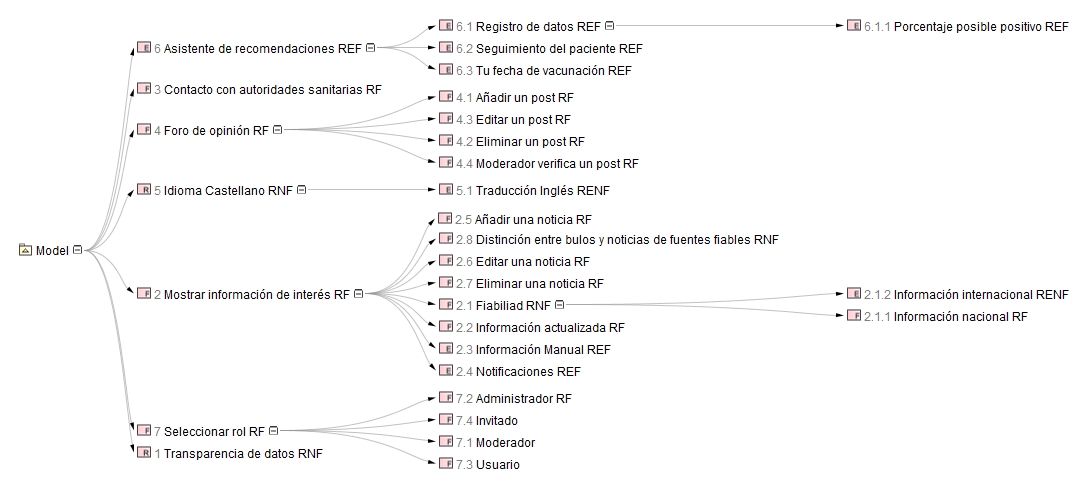 Model
6 Asistente de recomendaciones REF
6.1 Registro de datos REF
6.1.1 Porcentaje posible positivo REF
6.2 Seguimiento del paciente REF
6.3 Tu fecha de vacunación REF
3 Contacto con autoridades sanitarias RF
4 Foro de opinión RF
4.1 Añadir un post RF
4.3 Editar un post RF
4.2 Eliminar un post RF
4.4 Moderador verifica un post RF
5 Idioma Castellano RNF
5.1 Traducción Inglés RENF
2 Mostrar información de interés RF
2.5 Añadir una noticia RF
2.8 Distinción entre bulos y noticias de fuentes fiables RNF
2.6 Editar una noticia RF
2.7 Eliminar una noticia RF
2.1 Fiabiliad RNF
2.1.2 Información internacional RENF
2.1.1 Información nacional RF
2.2 Información actualizada RF
2.3 Información Manual REF
2.4 Notificaciones REF
7 Seleccionar rol RF
7.2 Administrador RF
7.4 Invitado
7.1 Moderador
7.3 Usuario
1 Transparencia de datos RNF